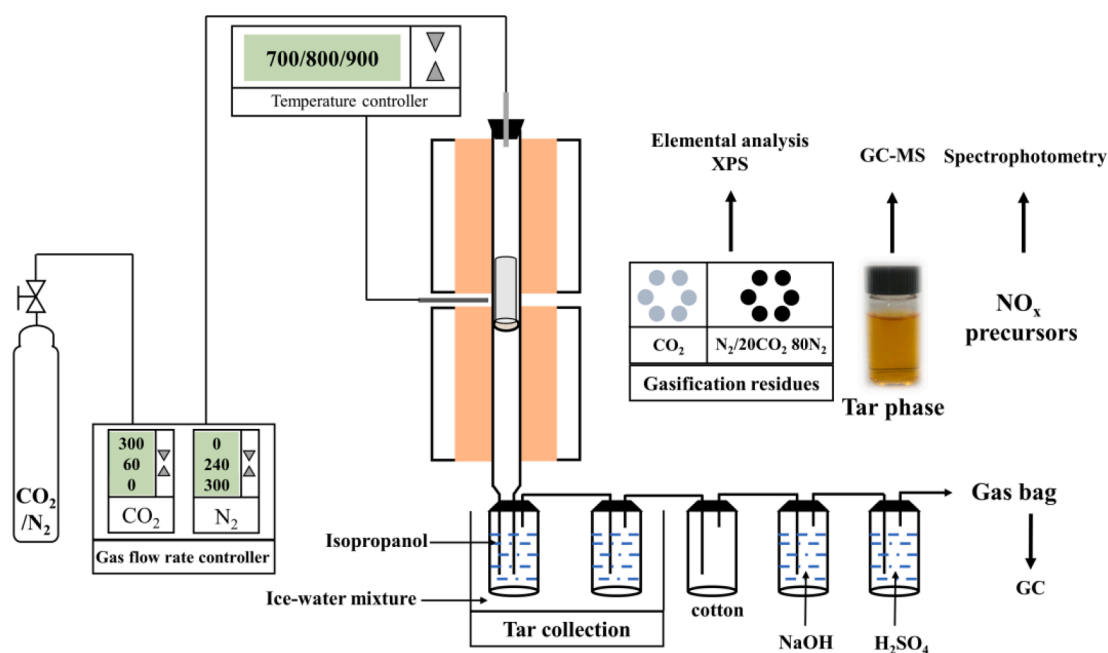 700/800/900
Temperature controller
Elemental analysis
XPS
GC-MS
Spectrophotometry
CO₂
N₂/20CO₂ 80N₂
Gasification residues
Tar phase
NOₓ
precursors
CO₂
/N₂
300
60
0
CO₂
0
240
300
N₂
Gas flow rate controller
Isopropanol
Ice-water mixture
Tar collection
cotton
NaOH
H₂SO₄
Gas bag
GC